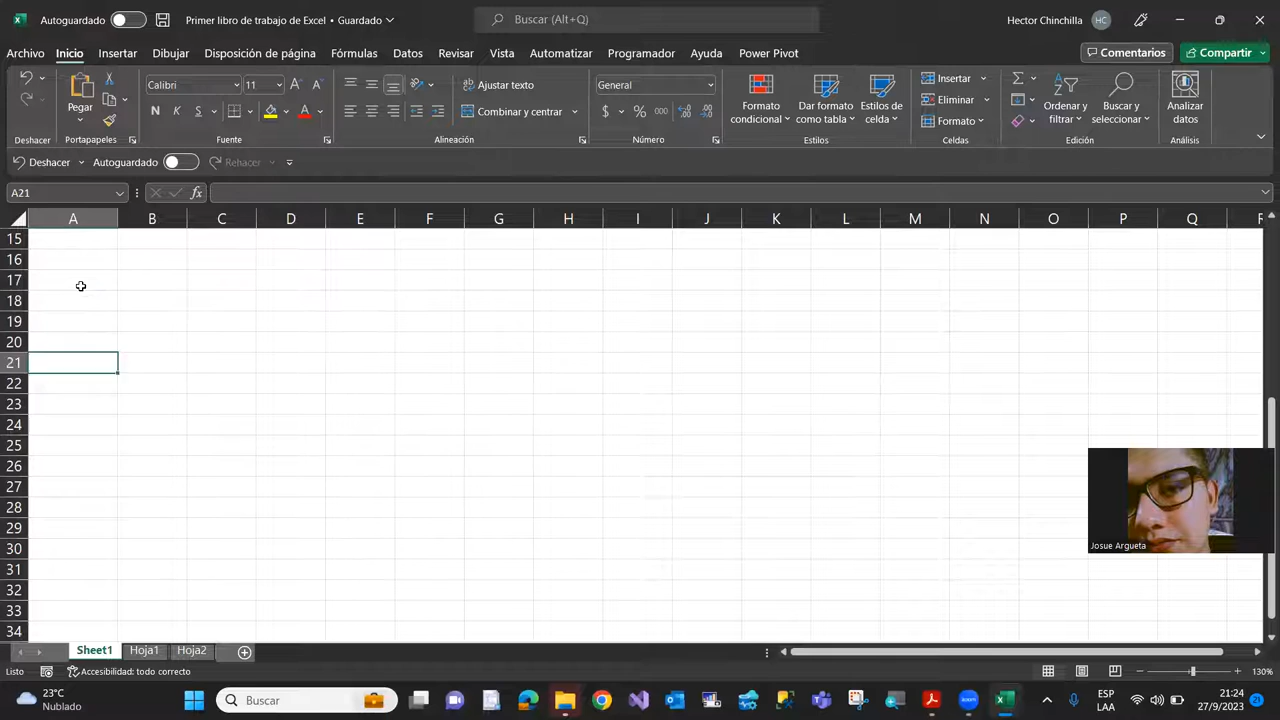 Autoguardado
Primer libro de trabajo de Excel • Guardado
Buscar (Alt+Q)
Hector Chinchilla
HC
Archivo Inicio Insertar Dibujar Disposición de página Fórmulas Datos Revisar Vista Automatizar Programador Ayuda Power Pivot
Comentarios
Compartir
Pegar
Calibri
11
N K S
Ajustar texto
Combinar y centrar
General
$ % 000
Formato condicional
Dar formato como tabla
Estilos de celda
Insertar
Eliminar
Formato
Ordenar y filtrar
Buscar y seleccionar
Analizar datos
Deshacer Portapapeles Fuente Alineación Número Estilos Celdas Edición Análisis
Deshacer Autoguardado Rehacer
A21
fx
A B C D E F G H I J K L M N O P Q
15
16
17
18
19
20
21
22
23
24
25
26
27
28
29
30
31
32
33
34
Josue Argueta
Sheet1 Hoja1 Hoja2
Listo
Accesibilidad: todo correcto
130%
23°C
Nublado
Buscar
ESP
LAA
21:24
27/9/2023